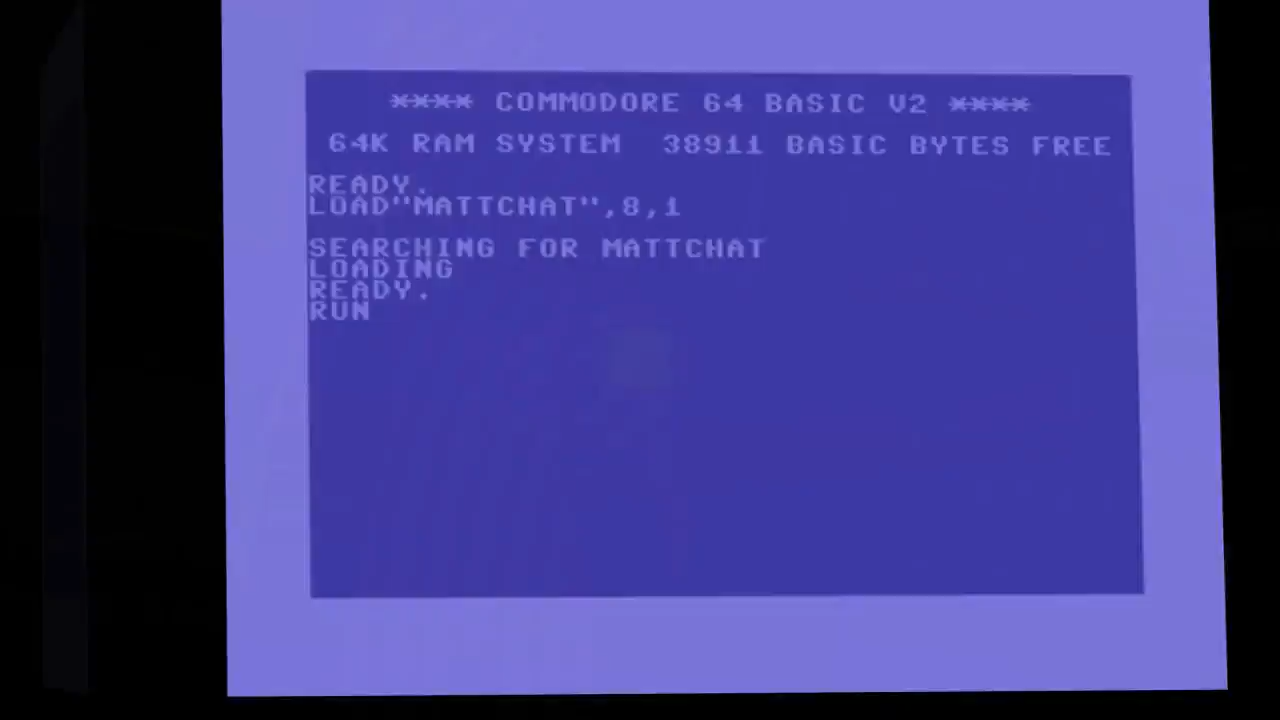 **** COMMODORE 64 BASIC V2 ****
64K RAM SYSTEM  38911 BASIC BYTES FREE
READY.
LOAD"MATTCHAT",8,1
SEARCHING FOR MATTCHAT
LOADING
READY.
RUN